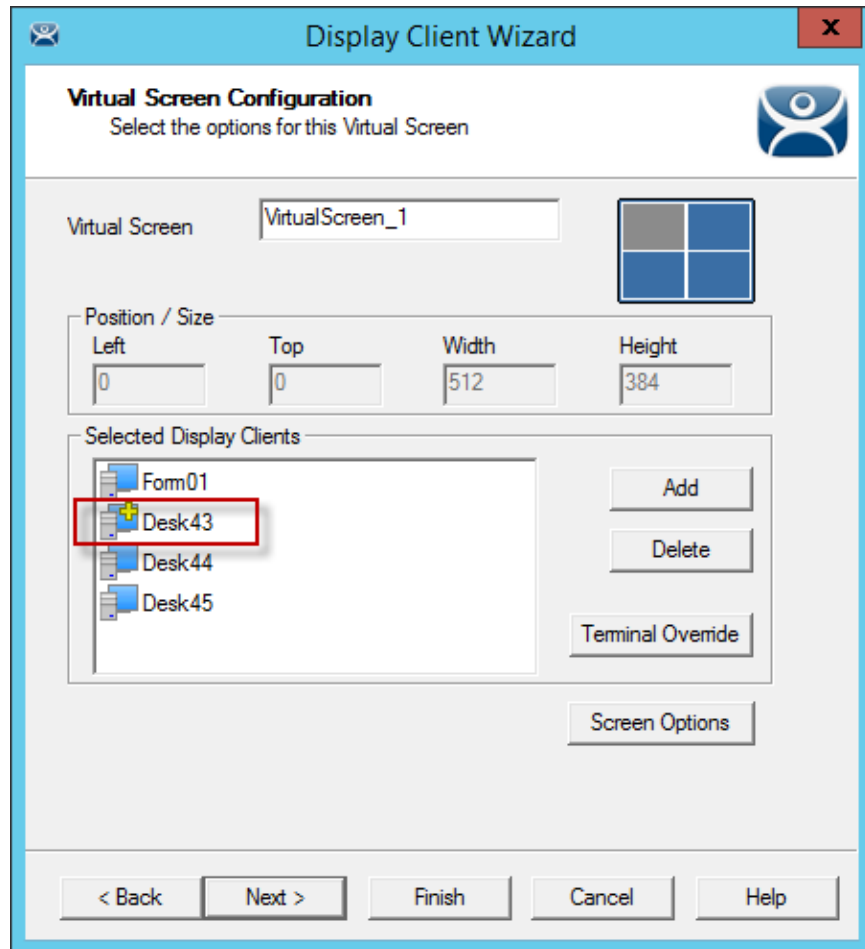 Display Client Wizard
x
Virtual Screen Configuration
Select the options for this Virtual Screen
Virtual Screen
VirtualScreen_1
Position / Size
Left Top Width Height
0 0 512 384
Selected Display Clients
Form01
Desk43
Desk44
Desk45
Add
Delete
Terminal Override
Screen Options
< Back Next > Finish Cancel Help